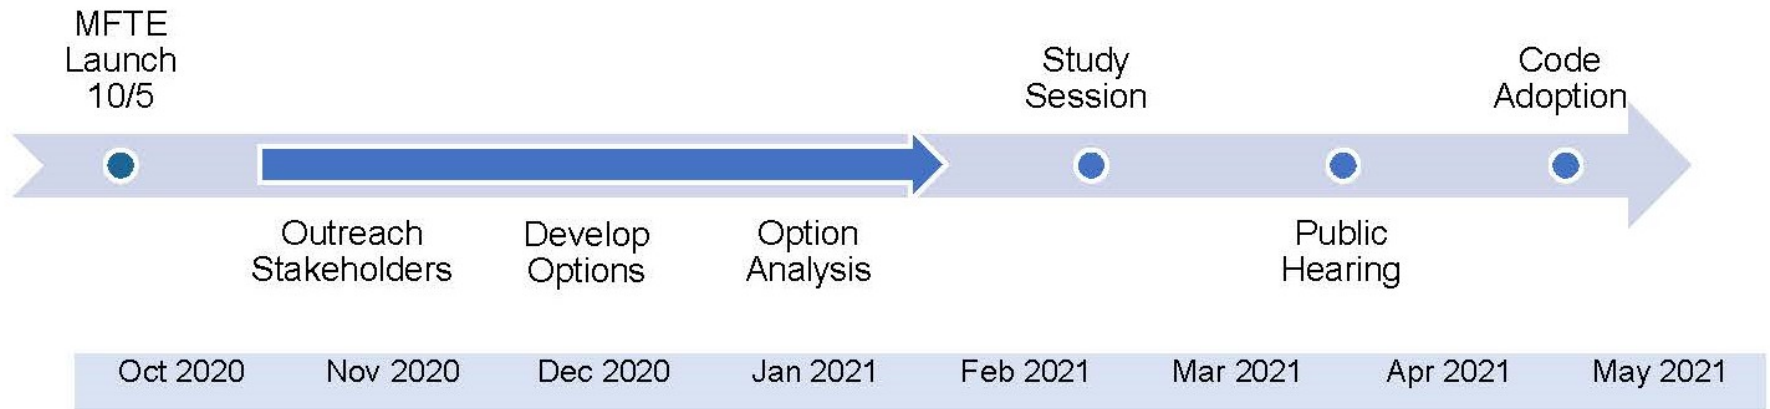 MFTE
Launch
10/5
Study
Session
Code
Adoption
Outreach
Stakeholders
Develop
Options
Option
Analysis
Public
Hearing
Oct 2020
Nov 2020
Dec 2020
Jan 2021
Feb 2021
Mar 2021
Apr 2021
May 2021